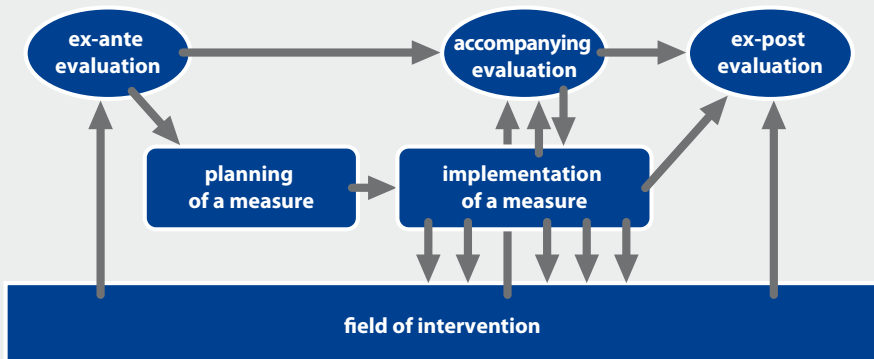 ex-ante
evaluation
accompanying
evaluation
ex-post
evaluation
planning
of a measure
implementation
of a measure
field of intervention